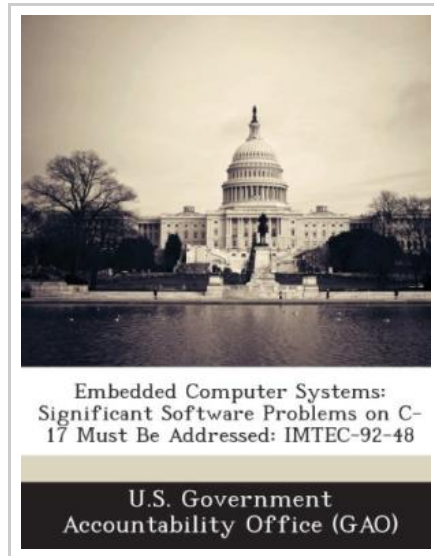 Embedded Computer Systems:
Significant Software Problems on C-
17 Must Be Addressed: IMTEC-92-48
U.S. Government
Accountability Office (GAO)